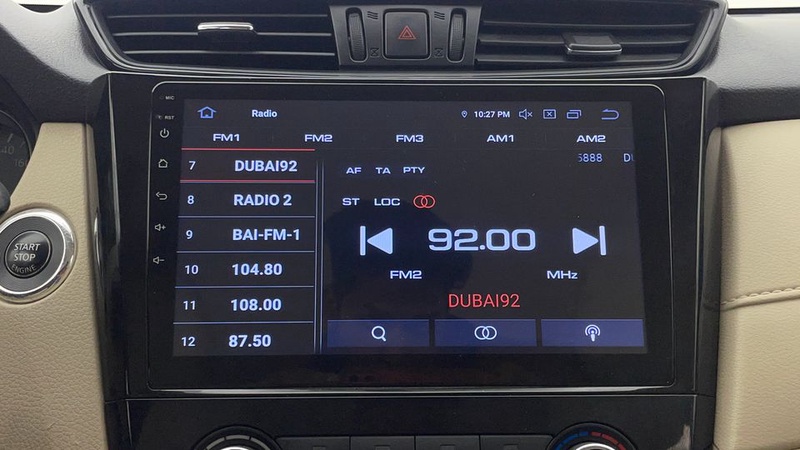 MIC
RST
Radio
10:27 PM
FM1 FM2 FM3 AM1 AM2
7 DUBAI92
8 RADIO 2
9 BAI-FM-1
10 104.80
11 108.00
12 87.50
5888 DU
AF TA PTY
ST LOC
92.00
FM2 MHz
DUBAI92
START
STOP
ENGINE